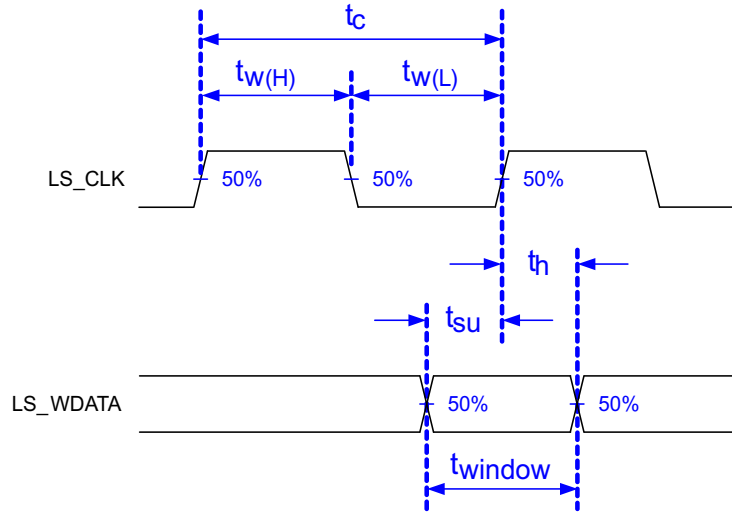 tc
tw(H) tw(L)
LS_CLK 50% 50% 50%
th
tsu
LS_WDATA 50% 50%
twindow